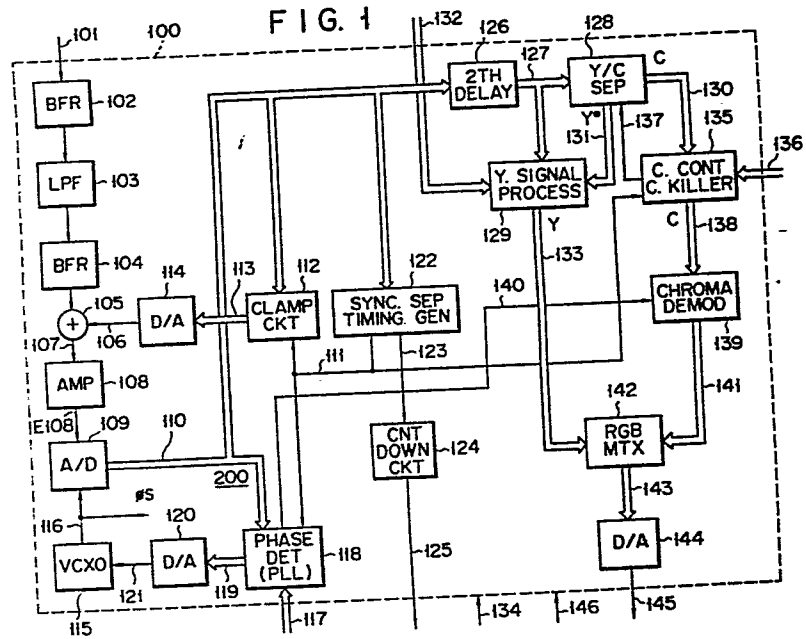 FIG. 1
101
100
132
126
127
128
C
BFR
102
2TH
DELAY
Y/C
SEP
130
Y*
131
137
135
136
LPF
103
Y. SIGNAL
PROCESS
C. CONT
C. KILLER
129
Y
C
138
BFR
104
114
113
112
122
133
140
105
+
106
107
D/A
CLAMP
CKT
SYNC. SEP
TIMING. GEN
CHROMA
DEMOD
139
111
123
AMP
108
141
E108
109
110
142
A/D
CNT
DOWN
CKT
124
RGB
MTX
200
øS
143
116
120
VCXO
D/A
PHASE
DET
(PLL)
118
125
D/A
144
121
119
115
117
134
146
145